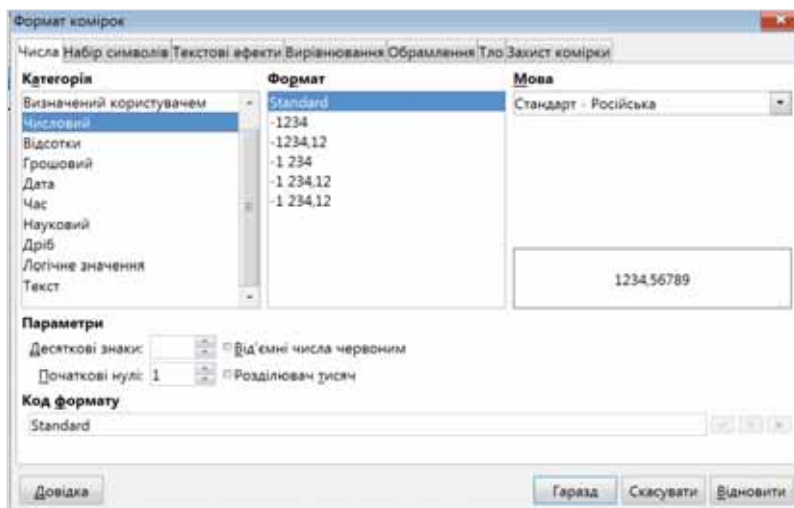 Формат комірок
Числа Набір символів Текстові ефекти Вирівнювання Обрамлення Тло Захист комірки
Категорія
Визначений користувачем
Числовий
Відсотки
Грошовий
Дата
Час
Науковий
Дріб
Логічне значення
Текст
Формат
Standard
-1234
-1234,12
-1 234
-1 234,12
-1 234,12
Мова
Стандарт - Російська
1234,56789
Параметри
Десяткові знаки:
Від'ємні числа червоним
Початкові нулі: 1
Розділювач тисяч
Код формату
Standard
Довідка Гаразд Скасувати Відновити